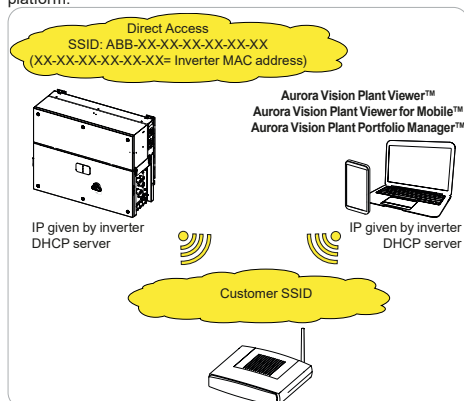 platform.
Direct Access
SSID: ABB-XX-XX-XX-XX-XX-XX
(XX-XX-XX-XX-XX-XX= Inverter MAC address)
Aurora Vision Plant Viewer™
Aurora Vision Plant Viewer for Mobile™
Aurora Vision Plant Portfolio Manager™
IP given by inverter
DHCP server
IP given by inverter
DHCP server
Customer SSID